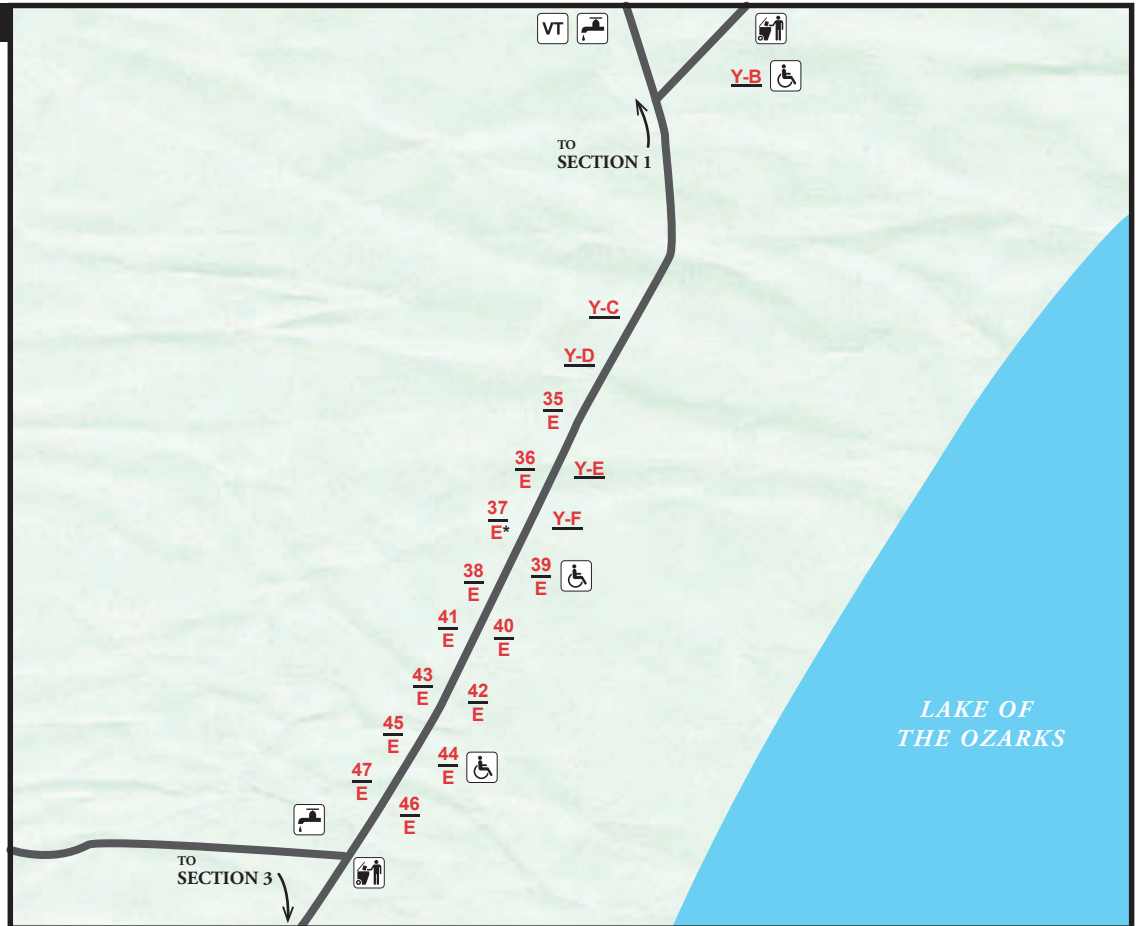 VT
Y-B
TO
SECTION 1
Y-C
Y-D
35
E
36
E
Y-E
37
E*
Y-F
38
E
39
E
41
E
40
E
43
E
42
E
45
E
44
E
47
E
46
E
LAKE OF
THE OZARKS
TO
SECTION 3